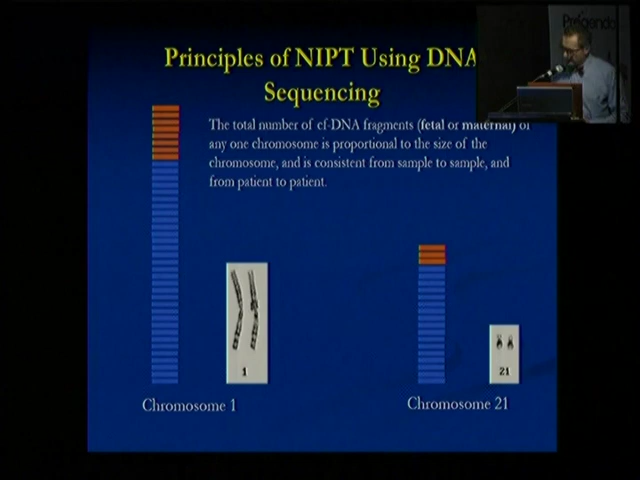 Principles of NIPT Using DNA
Sequencing
The total number of cf-DNA fragments (fetal or maternal) of
any one chromosome is proportional to the size of the
chromosome, and is consistent from sample to sample, and
from patient to patient.
1
21
Chromosome 1
Chromosome 21